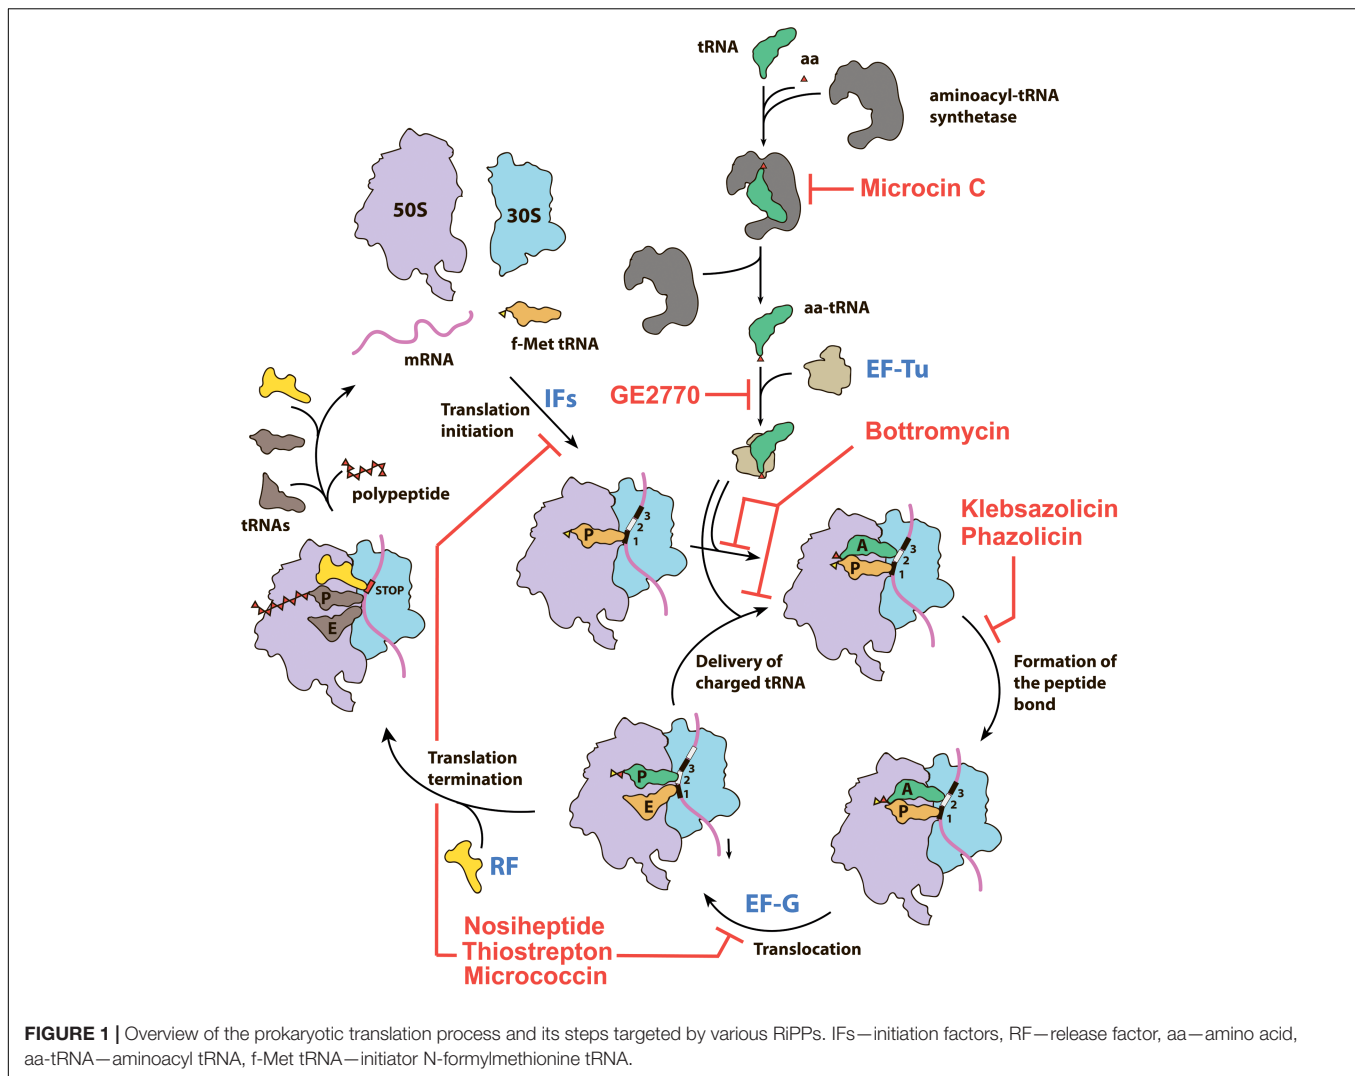 tRNA
aa
aminoacyl-tRNA
synthetase
Microcin C
50S
30S
aa-tRNA
f-Met tRNA
mRNA
EF-Tu
GE2770
IFs
Translation
initiation
Bottromycin
polypeptide
tRNAs
Klebsazolicin
Phazolicin
P
3
2
1
A
P
3
2
1
STOP
P
E
Delivery of
charged tRNA
Formation of
the peptide
bond
Translation
termination
P
E
3
2
1
A
P
3
2
1
RF
EF-G
Translocation
Nosiheptide
Thiostrepton
Micrococcin
FIGURE 1 | Overview of the prokaryotic translation process and its steps targeted by various RiPPs. IFs—initiation factors, RF—release factor, aa—amino acid,
aa-tRNA—aminoacyl tRNA, f-Met tRNA—initiator N-formylmethionine tRNA.